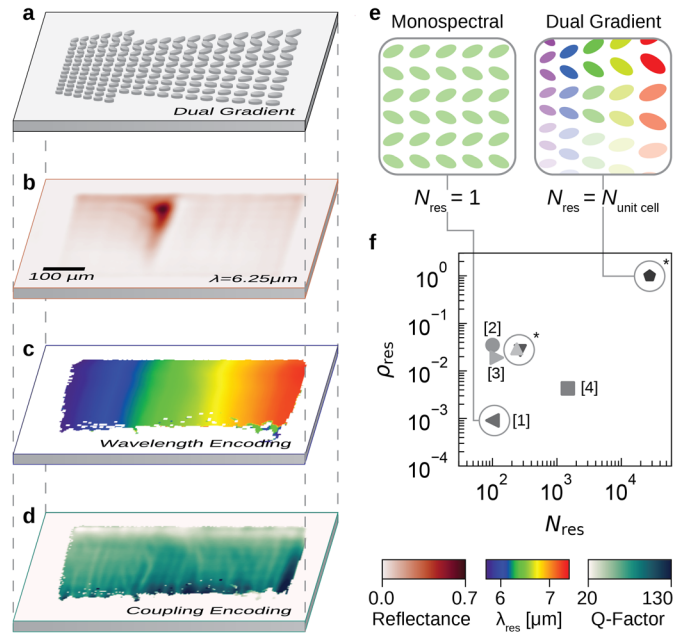 a
Dual Gradient
b
100 µm
λ=6.25µm
c
Wavelength Encoding
d
Coupling Encoding
e
Monospectral
Dual Gradient
N_res = 1
N_res = N_unit cell
f
ρ_res
10^0
10^-1
10^-2
10^-3
10^-4
[2]
[3]
*
[4]
[1]
*
10^2
10^3
10^4
N_res
0.0
0.7
Reflectance
6
7
λ_res [µm]
20
130
Q-Factor